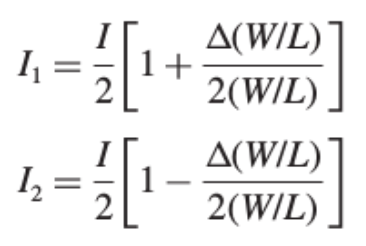 I₁ = I/2 [1 + Δ(W/L)/2(W/L)]
I₂ = I/2 [1 − Δ(W/L)/2(W/L)]